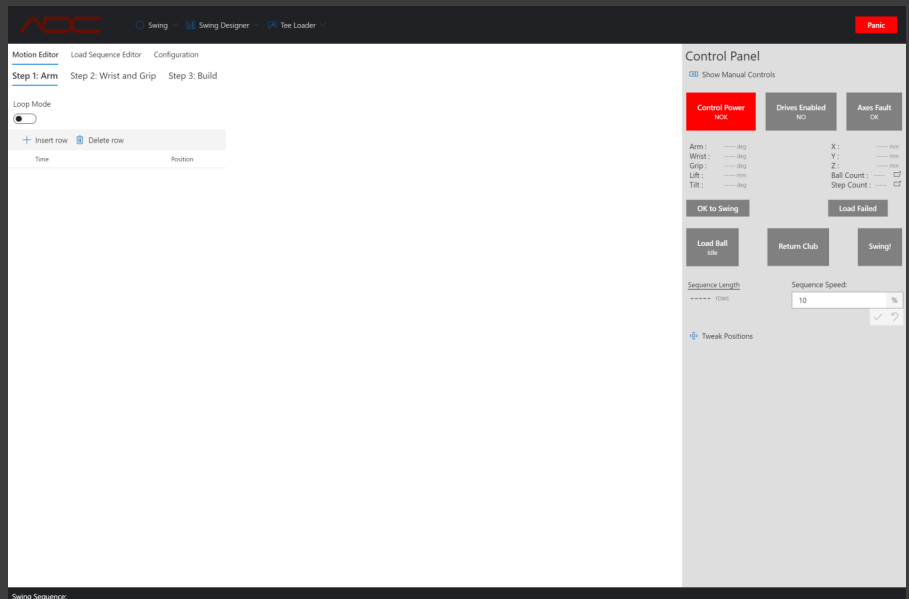 ADC Swing Swing Designer Tee Loader Panic
Motion Editor Load Sequence Editor Configuration
Step 1: Arm Step 2: Wrist and Grip Step 3: Build
Loop Mode
Insert row Delete row
Time Position
Control Panel
Show Manual Controls
Control Power Drives Enabled Axes Fault
NOK NO OK
Arm : ----- deg X : ----- mm
Wrist : ----- deg Y : ----- mm
Grip : ----- deg Z : ----- mm
Lift : ----- mm Ball Count : -----
Tilt : ----- deg Step Count : -----
OK to Swing Load Failed
Load Ball Return Club Swing!
Idle
Sequence Length Sequence Speed:
----- rows 10 %
Tweak Positions
Swing Sequence: